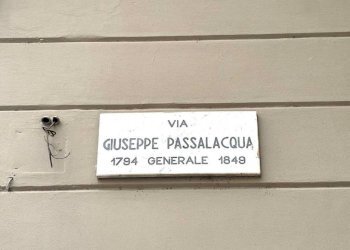 VIA
GIUSEPPE PASSALACQUA
1794 GENERALE 1849